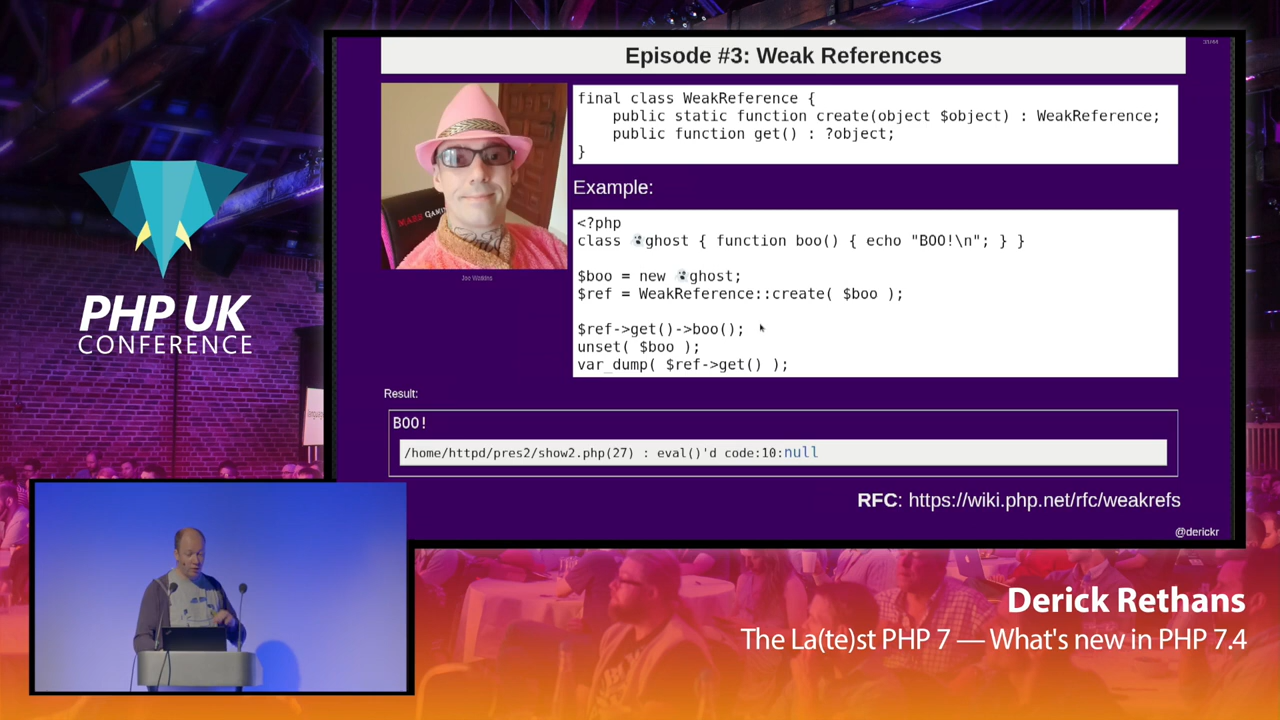 Episode #3: Weak References
31/44
final class WeakReference {
public static function create(object $object) : WeakReference;
public function get() : ?object;
}
Example:
<?php
class 👻ghost { function boo() { echo "BOO!\n"; } }
$boo = new 👻ghost;
$ref = WeakReference::create( $boo );
$ref->get()->boo();
unset( $boo );
var_dump( $ref->get() );
Joe Watkins
Result:
BOO!
/home/httpd/pres2/show2.php(27) : eval()'d code:10:null
RFC: https://wiki.php.net/rfc/weakrefs
@derickr
PHP UK
CONFERENCE
Derick Rethans
The La(te)st PHP 7 — What's new in PHP 7.4